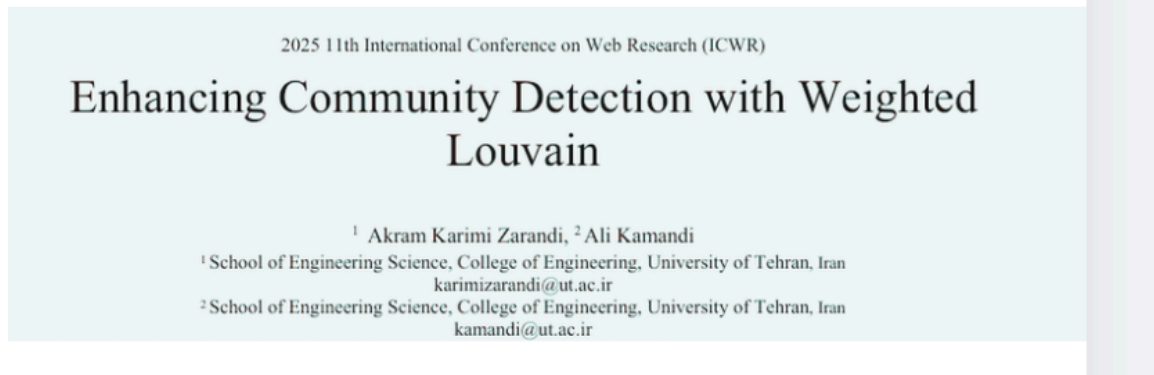 2025 11th International Conference on Web Research (ICWR)
Enhancing Community Detection with Weighted
Louvain
¹ Akram Karimi Zarandi, ² Ali Kamandi
¹ School of Engineering Science, College of Engineering, University of Tehran, Iran
karimizarandi@ut.ac.ir
² School of Engineering Science, College of Engineering, University of Tehran, Iran
kamandi@ut.ac.ir